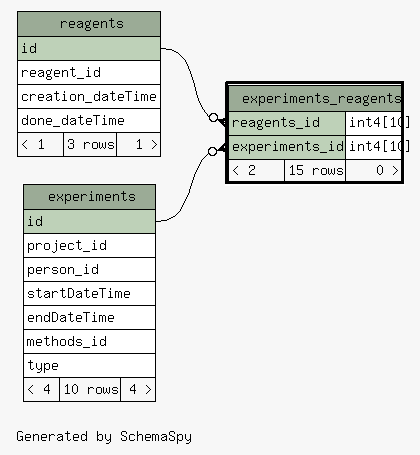 reagents
id
reagent_id
creation_dateTime
done_dateTime
< 1 3 rows 1 >
experiments_reagents
reagents_id int4[10]
experiments_id int4[10]
< 2 15 rows 0 >
experiments
id
project_id
person_id
startDateTime
endDateTime
methods_id
type
< 4 10 rows 4 >
Generated by SchemaSpy